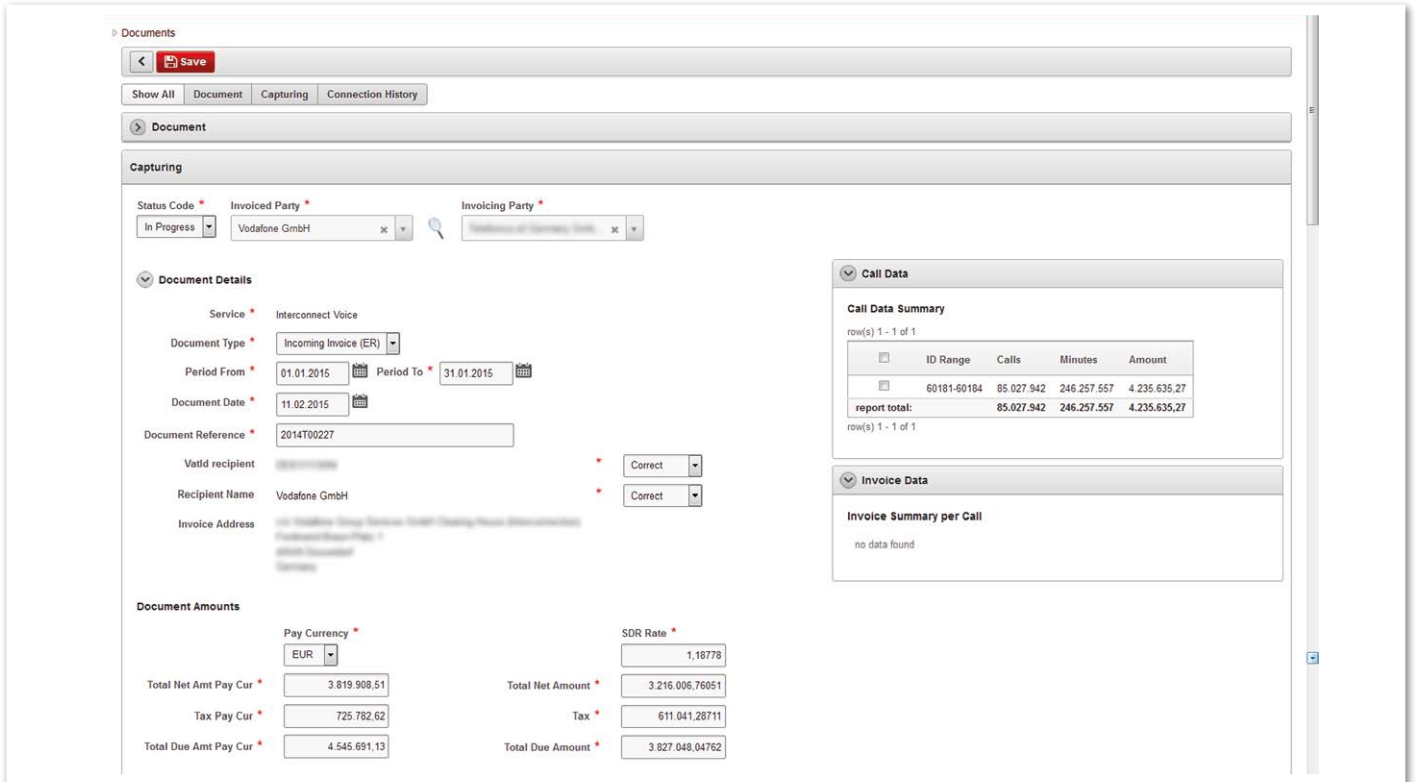 Documents
Save
Show All Document Capturing Connection History
Document
Capturing
Status Code * Invoiced Party * Invoicing Party *
In Progress Vodafone GmbH
Document Details
Service * Interconnect Voice
Document Type * Incoming Invoice (ER)
Period From * 01.01.2015 Period To * 31.01.2015
Document Date * 11.02.2015
Document Reference * 2014T00227
VatId recipient * Correct
Recipient Name Vodafone GmbH * Correct
Invoice Address
Call Data
Call Data Summary
row(s) 1 - 1 of 1
ID Range Calls Minutes Amount
60181-60184 85.027.942 246.257.557 4.235.635,27
report total: 85.027.942 246.257.557 4.235.635,27
row(s) 1 - 1 of 1
Invoice Data
Invoice Summary per Call
no data found
Document Amounts
Pay Currency * SDR Rate *
EUR 1,18778
Total Net Amt Pay Cur * 3.819.908,51 Total Net Amount * 3.216.006,76051
Tax Pay Cur * 725.782,62 Tax * 611.041,28711
Total Due Amt Pay Cur * 4.545.691,13 Total Due Amount * 3.827.048,04762